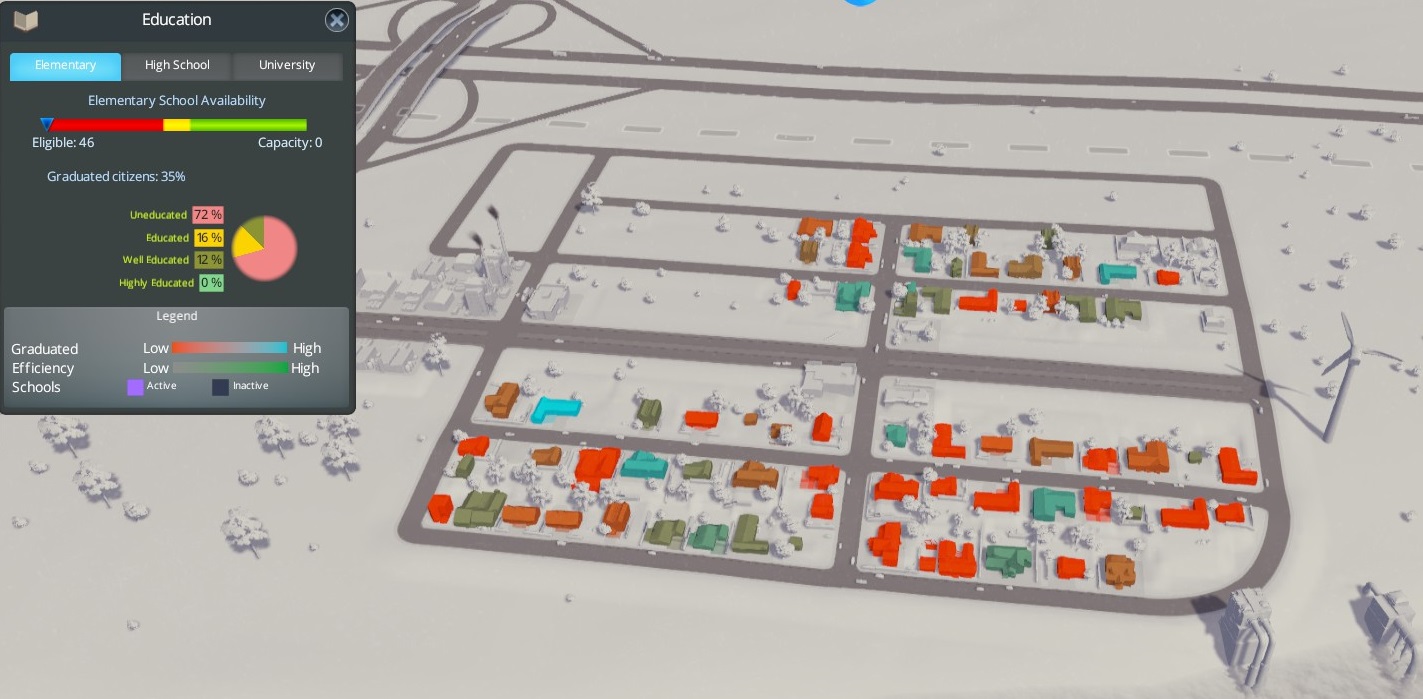 Education
Elementary High School University
Elementary School Availability
Eligible: 46 Capacity: 0
Graduated citizens: 35%
Uneducated 72 %
Educated 16 %
Well Educated 12 %
Highly Educated 0 %
Legend
Graduated Low High
Efficiency Low High
Schools Active Inactive